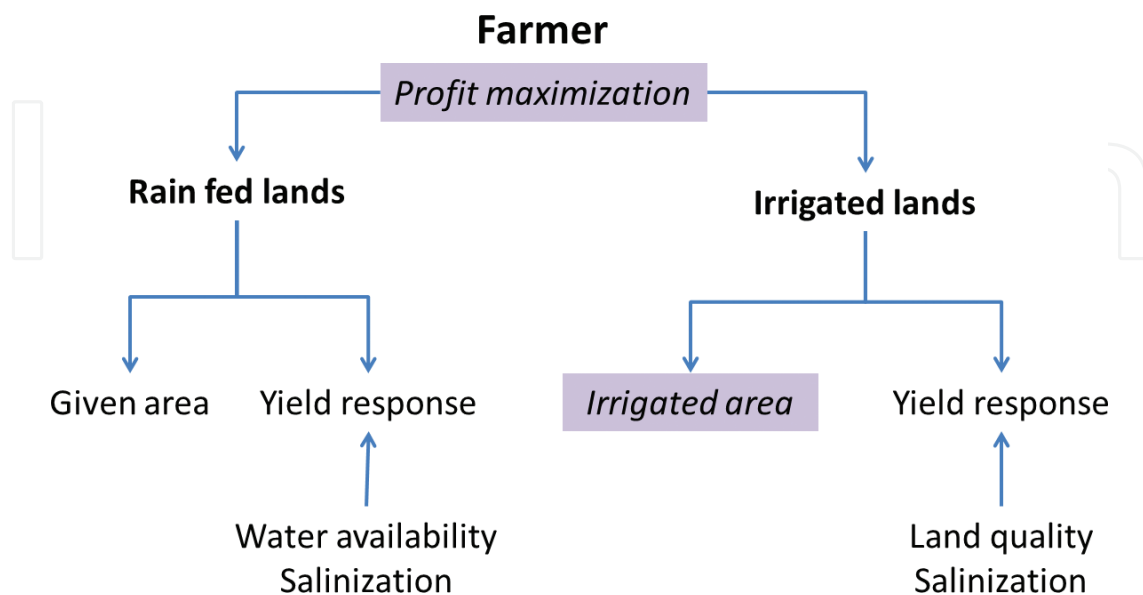 Farmer
Profit maximization
Rain fed lands
Irrigated lands
Given area
Yield response
Irrigated area
Yield response
Water availability
Salinization
Land quality
Salinization